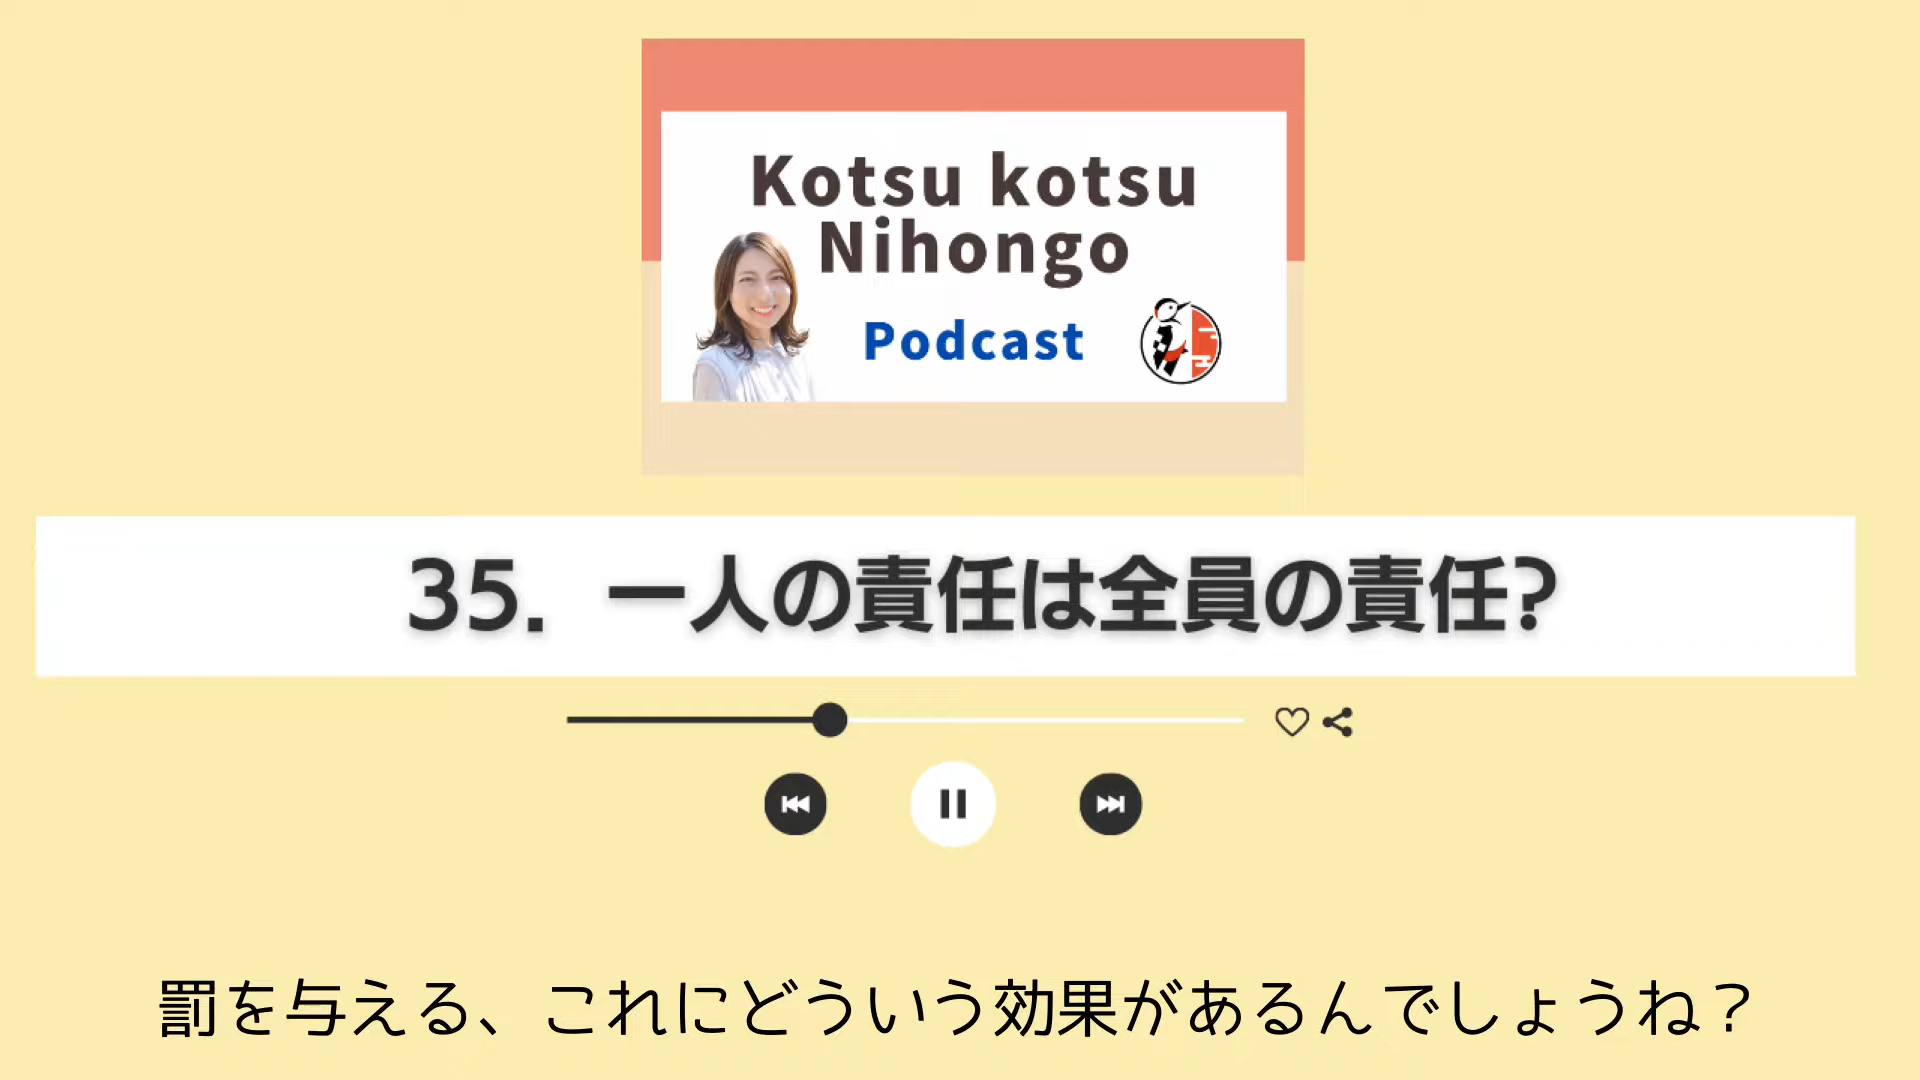 Kotsu kotsu
Nihongo
Podcast
35. 一人の責任は全員の責任?
罰を与える、これにどういう効果があるんでしょうね？